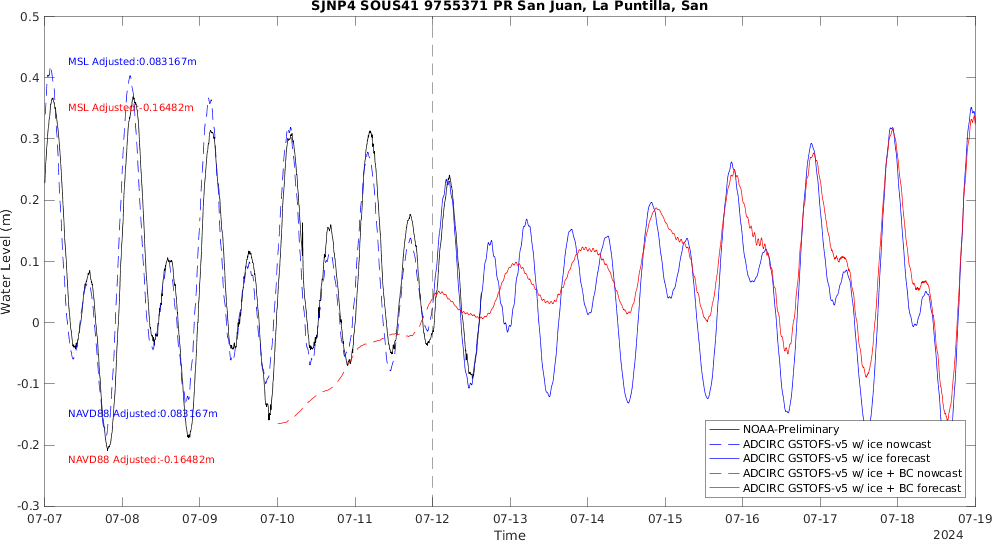 SJNP4 SOUS41 9755371 PR San Juan, La Puntilla, San
Water Level (m)
0.5
0.4
0.3
0.2
0.1
0
-0.1
-0.2
-0.3
MSL Adjusted:0.083167m
MSL Adjusted:-0.16482m
NAVD88 Adjusted:0.083167m
NAVD88 Adjusted:-0.16482m
NOAA-Preliminary
ADCIRC GSTOFS-v5 w/ ice nowcast
ADCIRC GSTOFS-v5 w/ ice forecast
ADCIRC GSTOFS-v5 w/ ice + BC nowcast
ADCIRC GSTOFS-v5 w/ ice + BC forecast
07-07 07-08 07-09 07-10 07-11 07-12 07-13 07-14 07-15 07-16 07-17 07-18 07-19
Time
2024